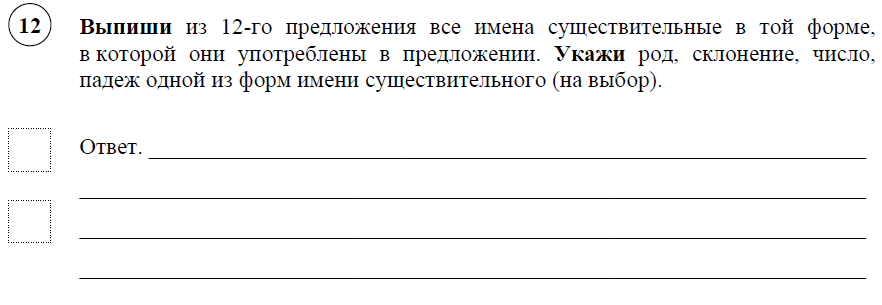 12 Выпиши из 12-го предложения все имена существительные в той форме,
в которой они употреблены в предложении. Укажи род, склонение, число,
падеж одной из форм имени существительного (на выбор).
Ответ.